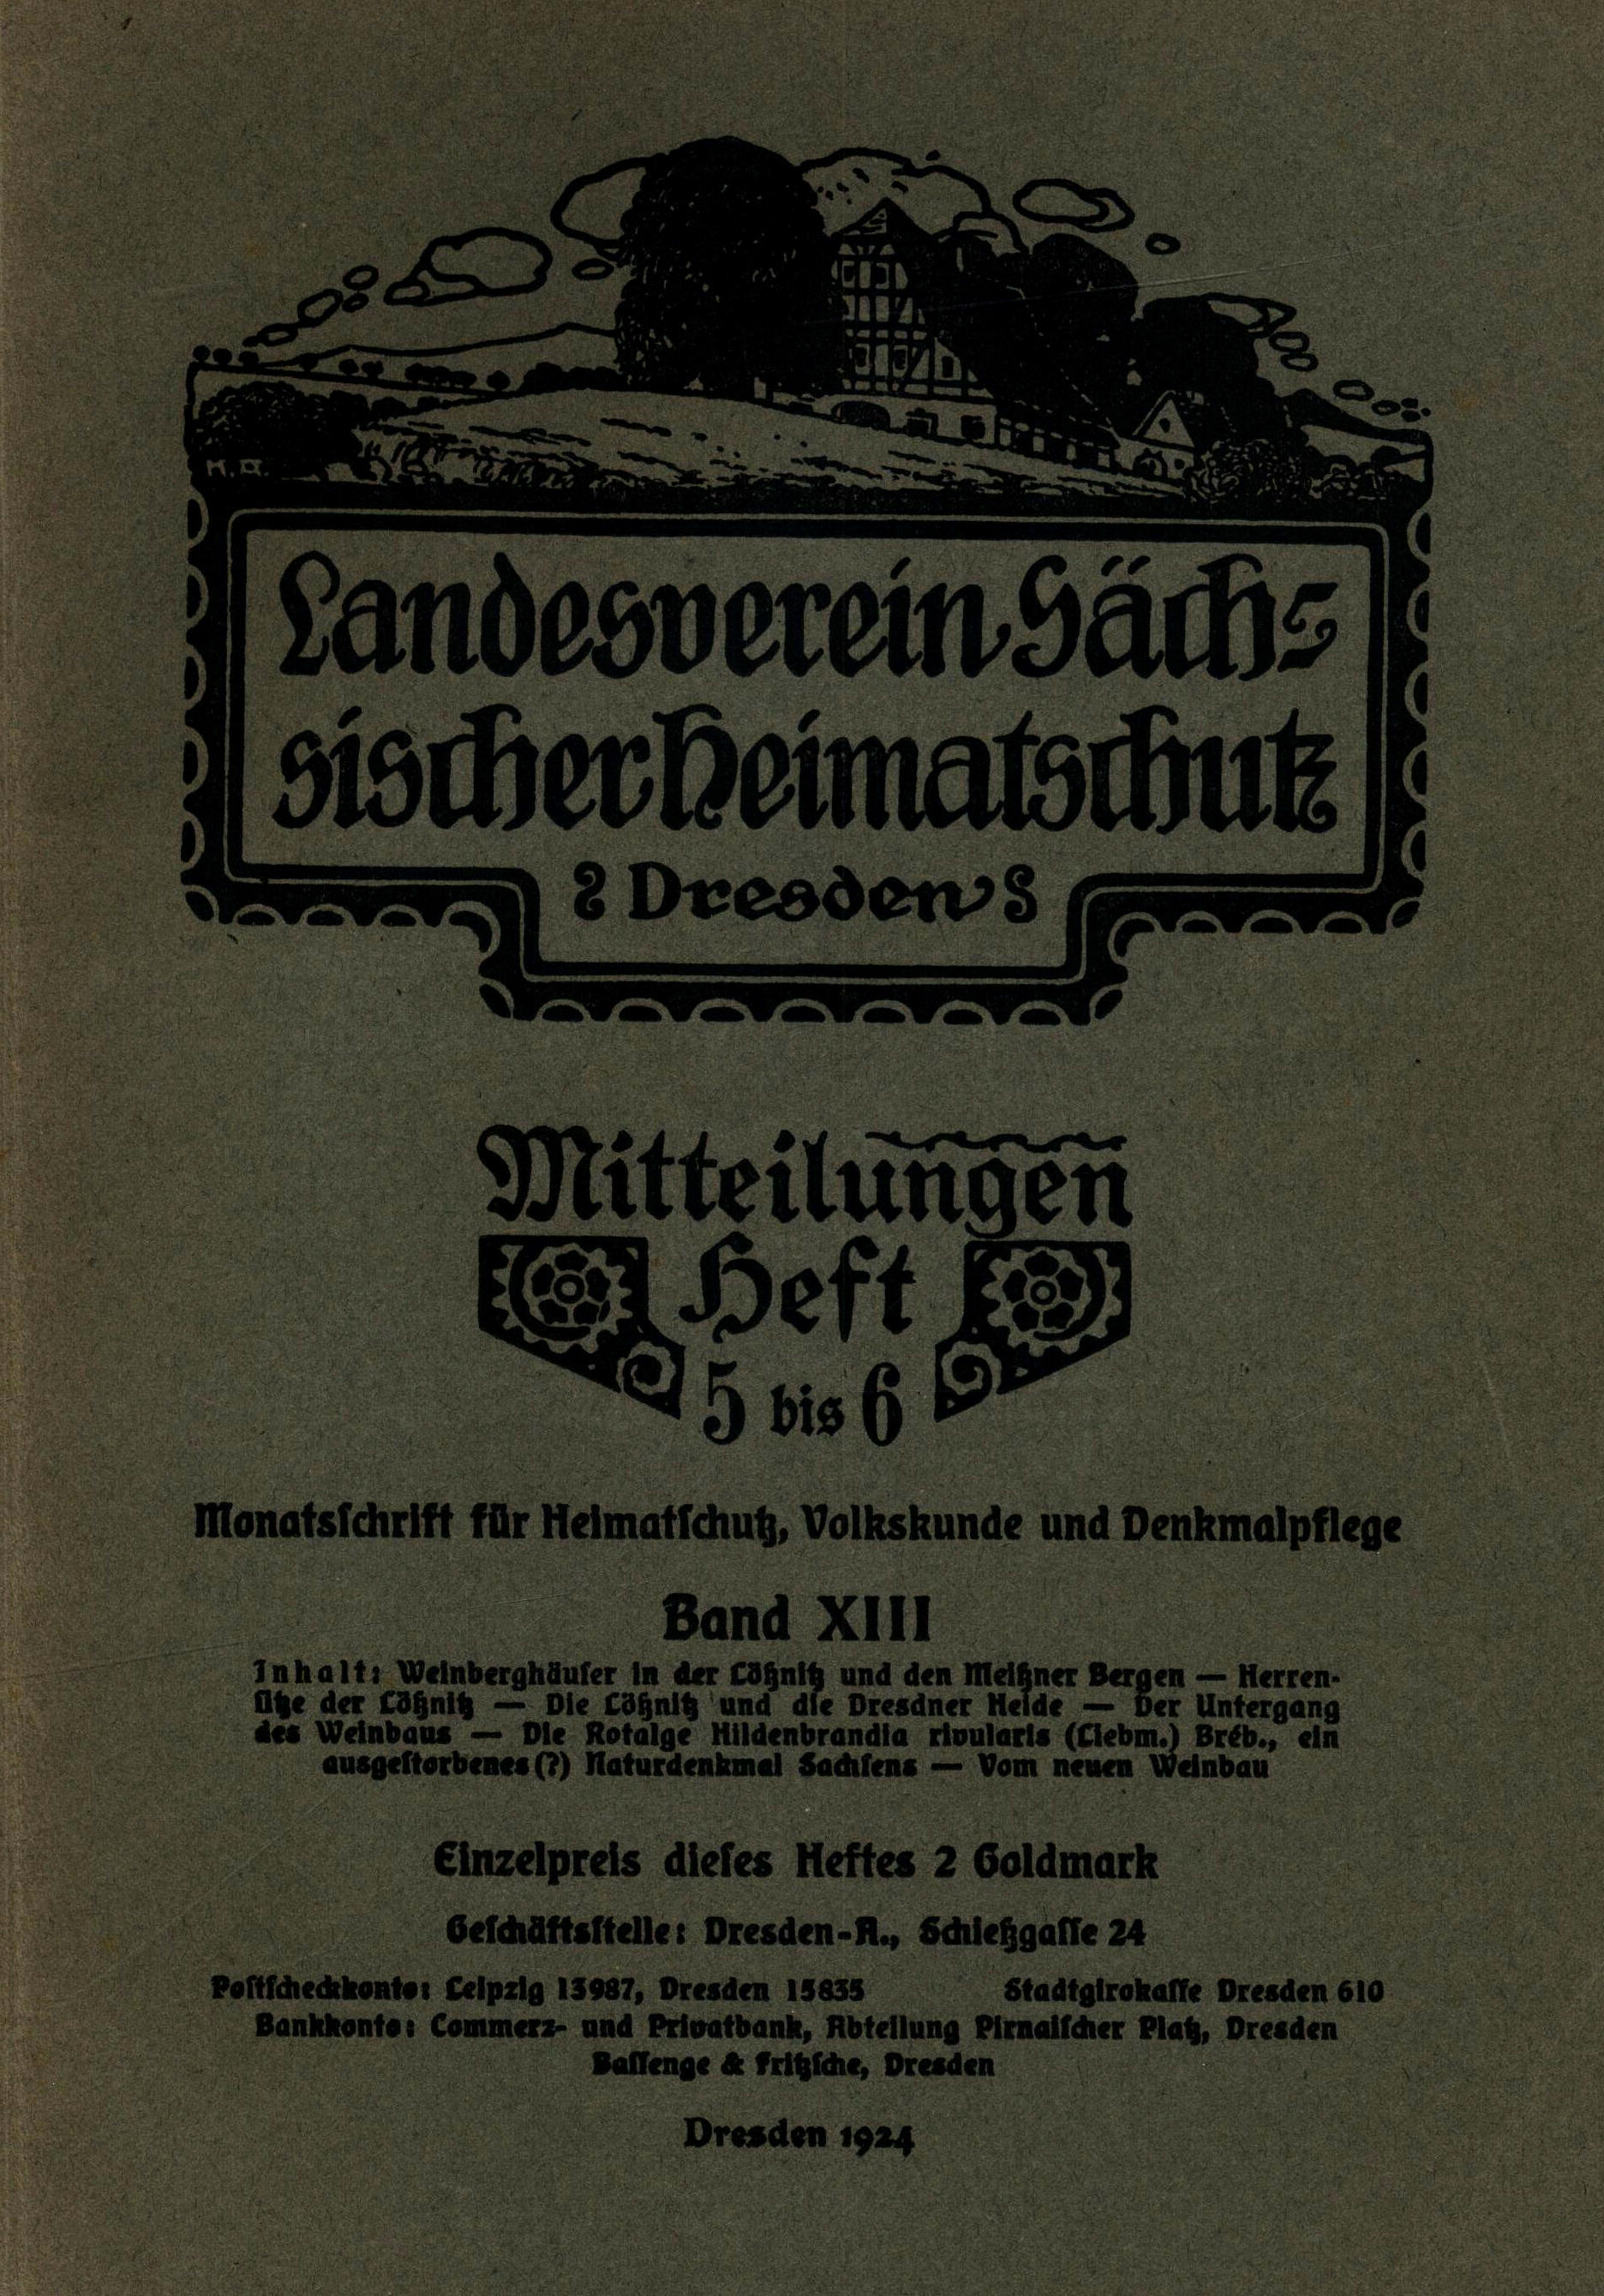 M. O.
Landesverein Säch-
sischer Heimatschutz
Dresden
Mitteilungen
Heft
5 bis 6
Monatsſchrift für Heimatſchutz, Volkskunde und Denkmalpflege
Band XIII
Inhalt: Weinberghäuſer in der Lößnitz und den Meißner Bergen — Herren-
ſitze der Lößnitz — Die Lößnitz und die Dresdner Heide — Der Untergang
des Weinbaus — Die Rotalge Hildenbrandia rivularis (Liebm.) Bréb., ein
ausgeſtorbenes (?) Naturdenkmal Sachſens — Vom neuen Weinbau
Einzelpreis dieſes Heftes 2 Goldmark
Geſchäftsſtelle: Dresden-A., Schießgaſſe 24
Poſtſcheckkonto: Leipzig 13987, Dresden 15835 Stadtgirokaſſe Dresden 610
Bankkonto: Commerz- und Privatbank, Abteilung Pirnaiſcher Platz, Dresden
Baſſenge & Fritzſche, Dresden
Dresden 1924